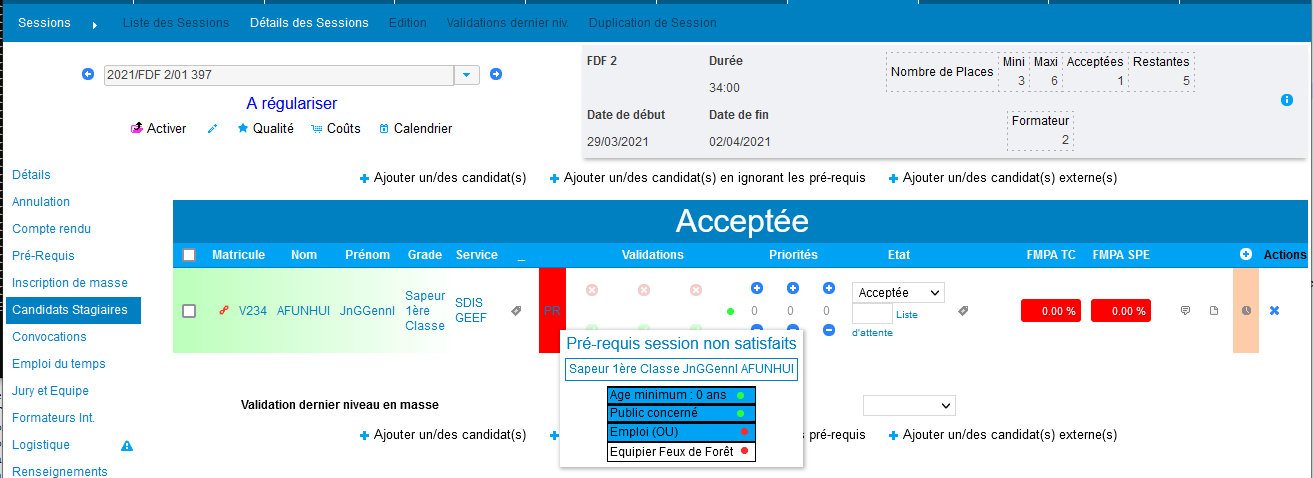 Sessions Liste des Sessions Détails des Sessions Edition Validations dernier niv. Duplication de Session
2021/FDF 2/01 397
A régulariser
Activer Qualité Coûts Calendrier
FDF 2 Durée
34:00
Date de début Date de fin
29/03/2021 02/04/2021
Nombre de Places Mini Maxi Acceptées Restantes
3 6 1 5
Formateur
2
Détails
Annulation
Compte rendu
Pré-Requis
Inscription de masse
Candidats Stagiaires
Convocations
Emploi du temps
Jury et Equipe
Formateurs Int.
Logistique
Renseignements
Ajouter un/des candidat(s) Ajouter un/des candidat(s) en ignorant les pré-requis Ajouter un/des candidat(s) externe(s)
Acceptée
Matricule Nom Prénom Grade Service _ Validations Priorités Etat FMPA TC FMPA SPE Actions
V234 AFUNHUI JnGGennI Sapeur 1ère Classe SDIS GEEF PR 0 0 0 Acceptée Liste d'attente 0.00 % 0.00 %
Pré-requis session non satisfaits
Sapeur 1ère Classe JnGGennI AFUNHUI
Age minimum : 0 ans
Public concerné
Emploi (OU)
Equipier Feux de Forêt
Validation dernier niveau en masse
Ajouter un/des candidat(s) pré-requis Ajouter un/des candidat(s) externe(s)